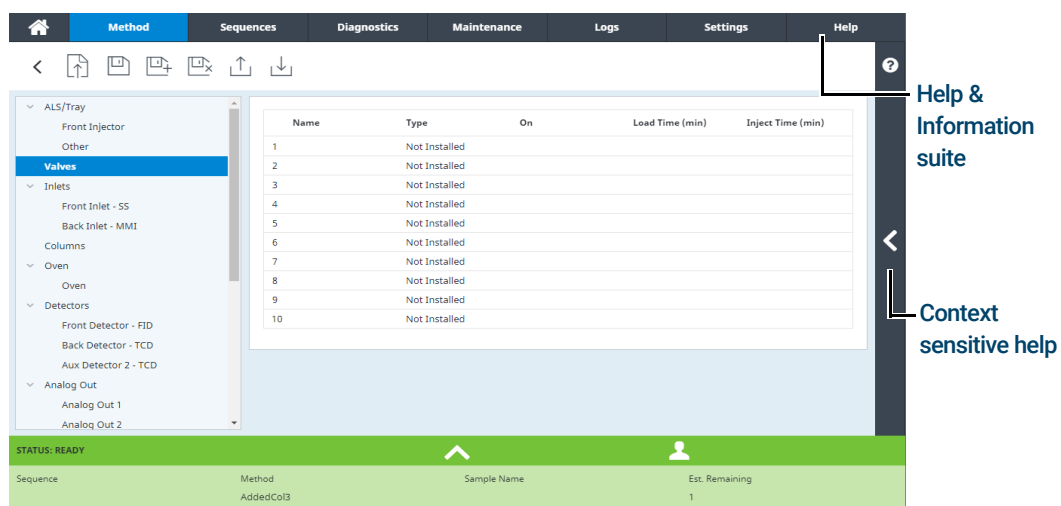 Method Sequences Diagnostics Maintenance Logs Settings Help
ALS/Tray
Front Injector
Other
Valves
Inlets
Front Inlet - SS
Back Inlet - MMI
Columns
Oven
Oven
Detectors
Front Detector - FID
Back Detector - TCD
Aux Detector 2 - TCD
Analog Out
Analog Out 1
Analog Out 2
Name Type On Load Time (min) Inject Time (min)
1 Not Installed
2 Not Installed
3 Not Installed
4 Not Installed
5 Not Installed
6 Not Installed
7 Not Installed
8 Not Installed
9 Not Installed
10 Not Installed
?
Help &
Information
suite
Context
sensitive help
STATUS: READY
Sequence Method Sample Name Est. Remaining
AddedCol3 1